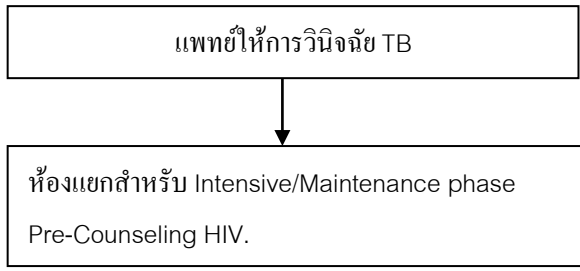 แพทย์ให้การวินิจฉัย TB
ห้องแยกสำหรับ Intensive/Maintenance phase
Pre-Counseling HIV.